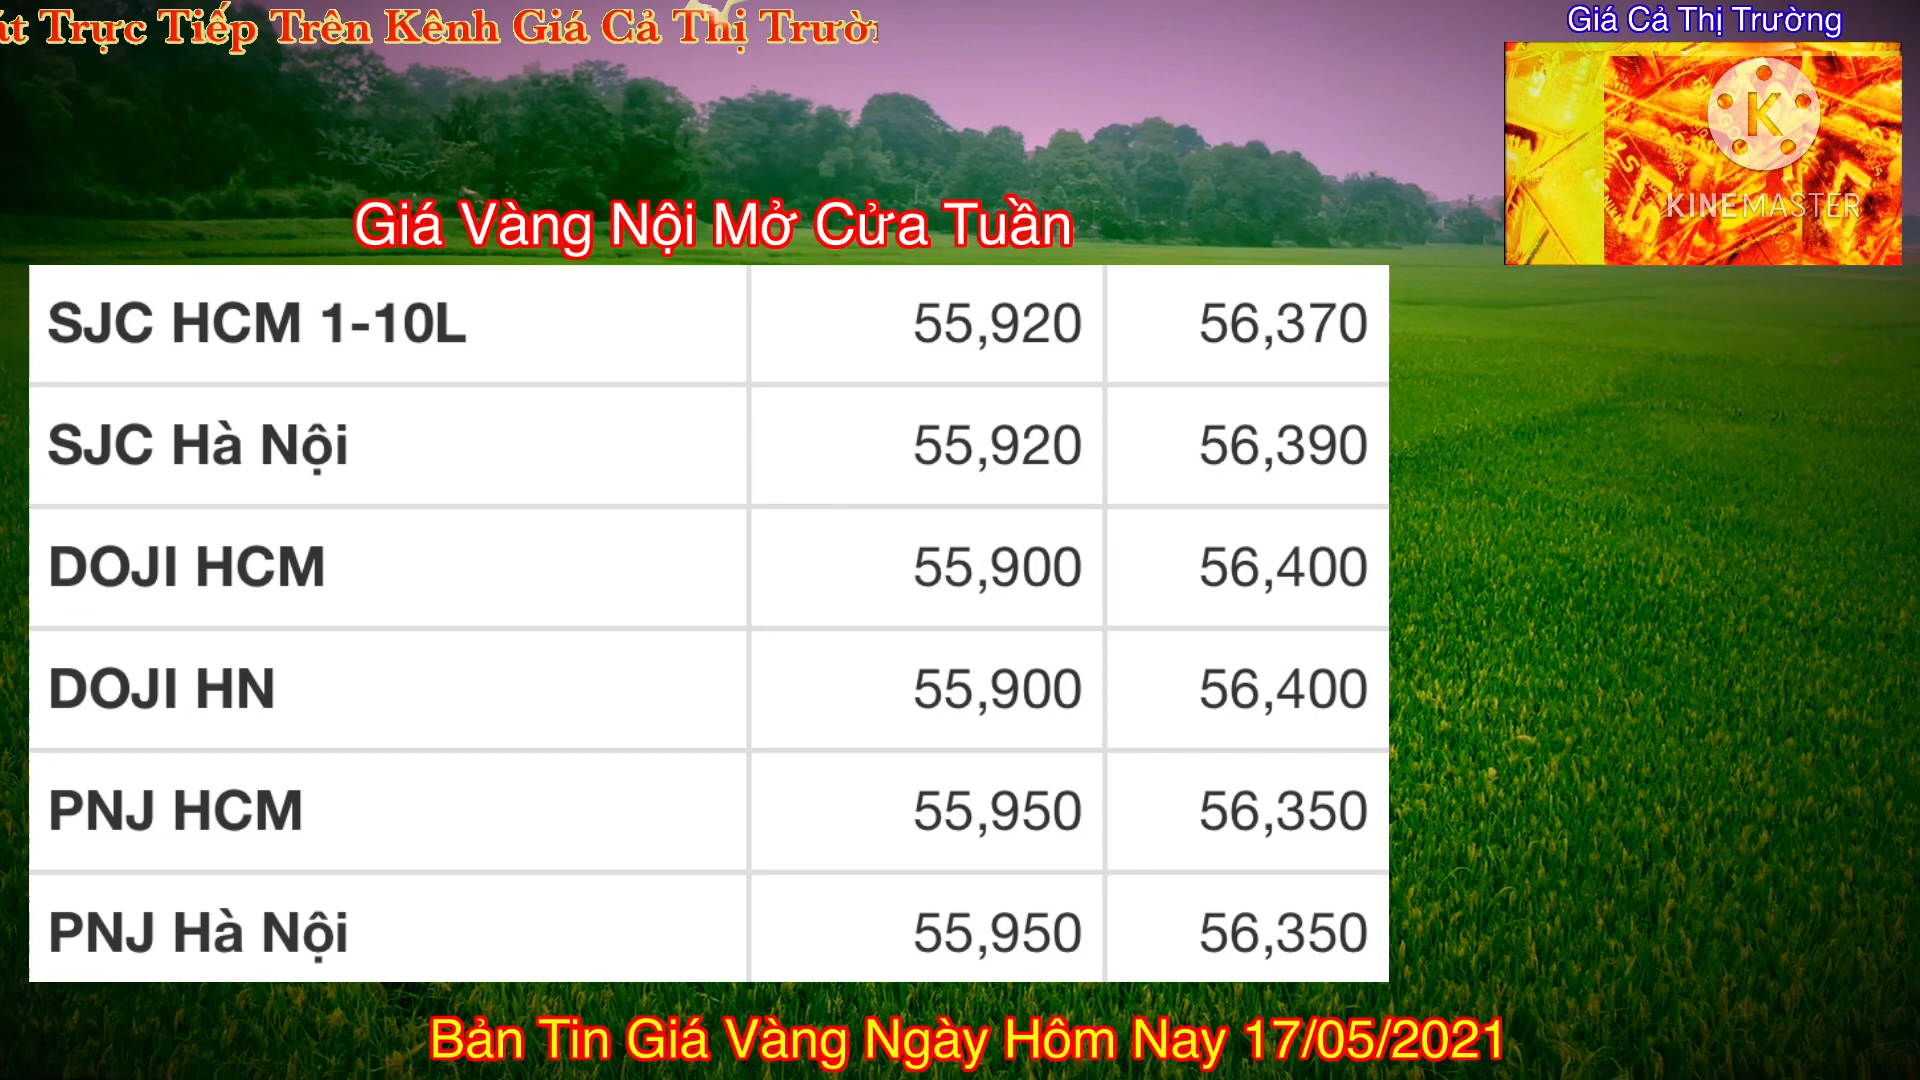 Trực Tiếp Trên Kênh Giá Cả Thị
Giá Cả Thị Trường
KINEMASTER
Giá Vàng Nội Mở Cửa Tuần
SJC HCM 1-10L 55,920 56,370
SJC Hà Nội 55,920 56,390
DOJI HCM 55,900 56,400
DOJI HN 55,900 56,400
PNJ HCM 55,950 56,350
PNJ Hà Nội 55,950 56,350
Bản Tin Giá Vàng Ngày Hôm Nay 17/05/2021